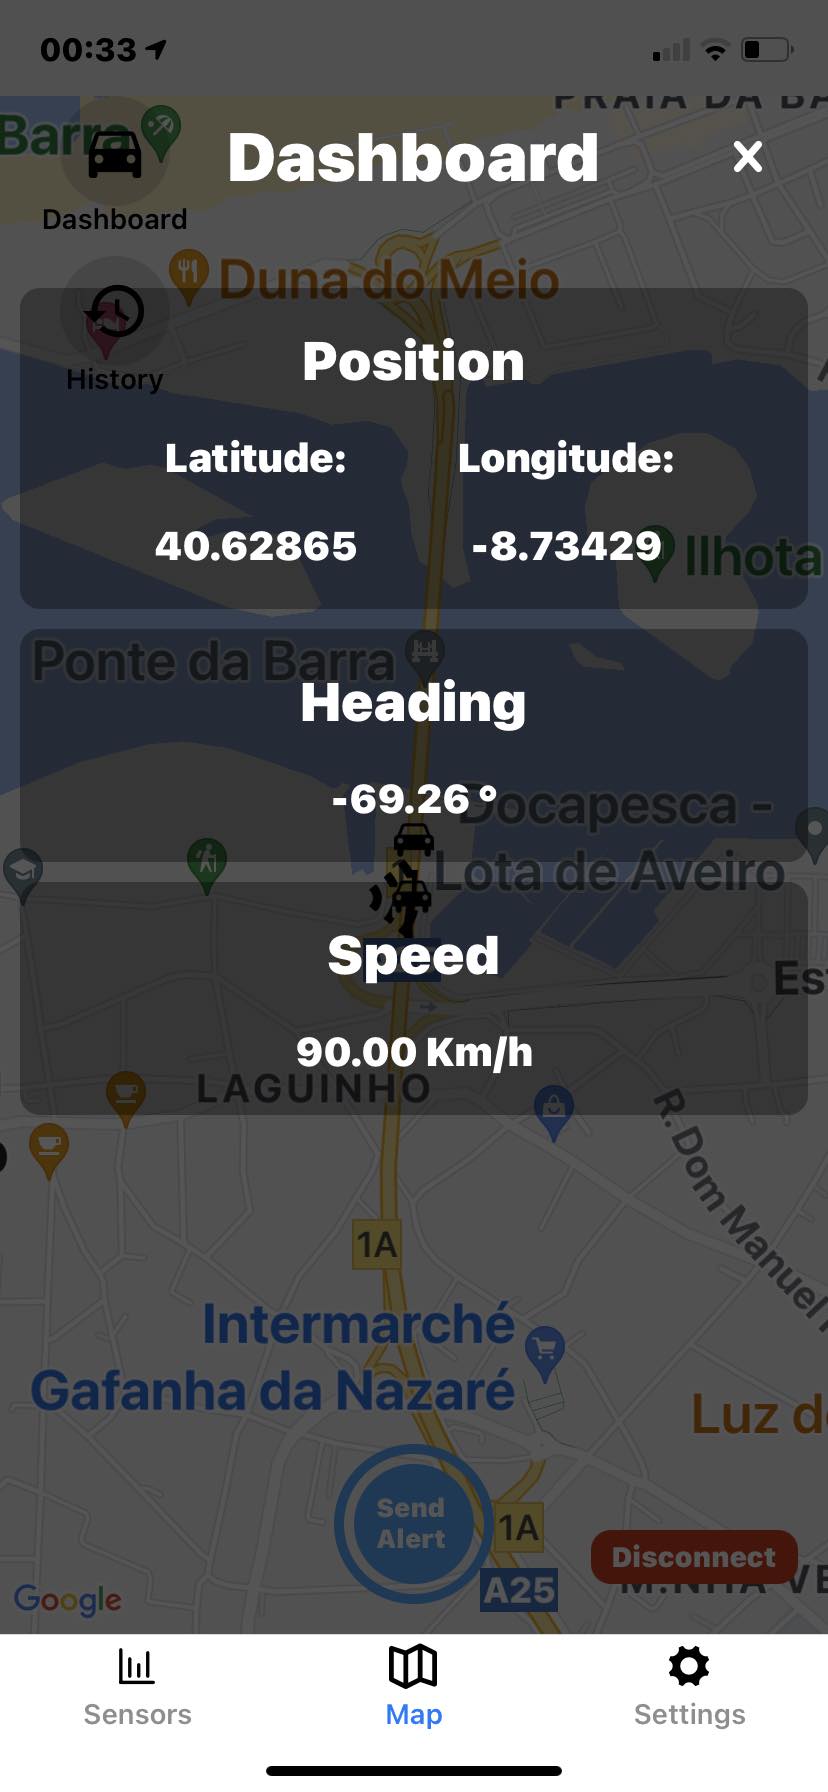 00:33
PRAIA DA BA
Barra
Dashboard
Dashboard
Duna do Meio
History
Position
Latitude:
Longitude:
40.62865
-8.73429
Ilhota
Ponte da Barra
Heading
-69.26 º
Docapesca -
Lota de Aveiro
Speed
Es
90.00 Km/h
LAGUINHO
R. Dom Manuel
1A
Intermarché
Gafanha da Nazaré
Luz d
Send
Alert
1A
Disconnect
A25
Google
Sensors
Map
Settings